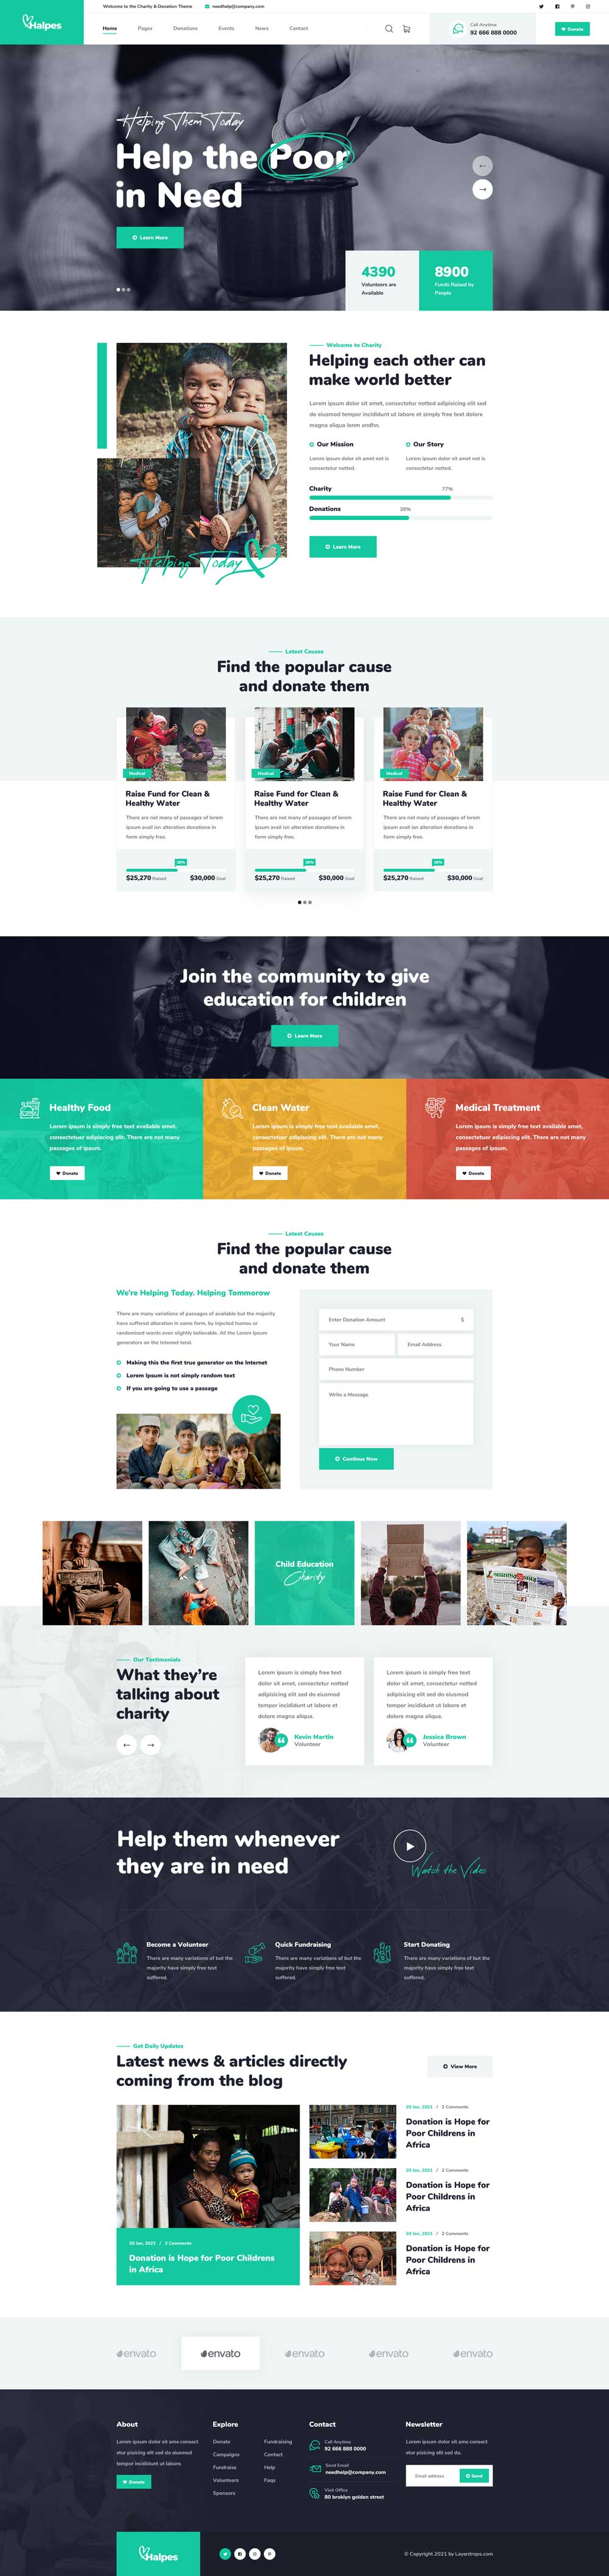 Halpes
Welcome to the Charity & Donation Theme
needhelp@company.com
Home
Pages
Donations
Events
News
Contact
Call Anytime
92 666 888 0000
Donate
Helping Them Today
Help the Poor
in Need
Learn More
4390
Volunteers are
Available
8900
Funds Raised by
People
Welcome to Charity
Helping each other can
make world better
Lorem ipsum dolor sit amet, consectetur notted adipisicing elit sed
do eiusmod tempor incididunt ut labore et simply free text dolore
magna aliqua lonm andhn.
Our Mission
Lorem ipsum dolor sit amet not is
consectetur notted.
Our Story
Lorem ipsum dolor sit amet not is
consectetur notted.
Charity
77%
Donations
38%
Learn More
Helping Today
Latest Causes
Find the popular cause
and donate them
Medical
Raise Fund for Clean &
Healthy Water
There are not many of passages of lorem
ipsum avail ion alteration donations in
form simply free.
36%
$25,270 Raised
$30,000 Goal
Medical
Raise Fund for Clean &
Healthy Water
There are not many of passages of lorem
ipsum avail ion alteration donations in
form simply free.
36%
$25,270 Raised
$30,000 Goal
Medical
Raise Fund for Clean &
Healthy Water
There are not many of passages of lorem
ipsum avail ion alteration donations in
form simply free.
36%
$25,270 Raised
$30,000 Goal
Join the community to give
education for children
Learn More
Healthy Food
Lorem ipsum is simply free text available amet,
consectetuer adipiscing elit. There are not many
passages of ipsum.
Donate
Clean Water
Lorem ipsum is simply free text available amet,
consectetuer adipiscing elit. There are not many
passages of ipsum.
Donate
Medical Treatment
Lorem ipsum is simply free text available amet,
consectetuer adipiscing elit. There are not many
passages of ipsum.
Donate
Latest Causes
Find the popular cause
and donate them
We're Helping Today. Helping Tommorow
There are many variations of passages of available but the majority
have suffered alteration in some form, by injected humou or
randomised words even slightly believable. All the Lorem Ipsum
generators on the Internet tend.
Making this the first true generator on the Internet
Lorem Ipsum is not simply random text
If you are going to use a passage
Enter Donation Amount
$
Your Name
Email Address
Phone Number
Write a Message
Continue Now
Child Education
Charity
Our Testimonials
What they're
talking about
charity
Lorem ipsum is simply free text
dolor sit amet, consectetur notted
adipisicing elit sed do eiusmod
tempor incididunt ut labore et
dolore magna aliqua.
Kevin Martin
Volunteer
Lorem ipsum is simply free text
dolor sit amet, consectetur notted
adipisicing elit sed do eiusmod
tempor incididunt ut labore et
dolore magna aliqua.
Jessica Brown
Volunteer
Help them whenever
they are in need
Watch the Video
Become a Volunteer
There are many variations of but the
majority have simply free text
suffered.
Quick Fundraising
There are many variations of but the
majority have simply free text
suffered.
Start Donating
There are many variations of but the
majority have simply free text
suffered.
Get Daily Updates
Latest news & articles directly
coming from the blog
View More
20 Jan, 2021 / 2 Comments
Donation is Hope for Poor Childrens
in Africa
20 Jan, 2021 / 2 Comments
Donation is Hope for
Poor Childrens in
Africa
20 Jan, 2021 / 2 Comments
Donation is Hope for
Poor Childrens in
Africa
20 Jan, 2021 / 2 Comments
Donation is Hope for
Poor Childrens in
Africa
envato
envato
envato
envato
envato
About
Lorem ipsum dolor sit ame consect
etur pisicing elit sed do eiusmod
tempor incididunt ut labore.
Donate
Explore
Donate
Campaigns
Fundraise
Volunteers
Sponsors
Fundraising
Contact
Help
Faqs
Contact
Call Anytime
92 666 888 0000
Send Email
needhelp@company.com
Visit Office
80 broklyn golden street
Newsletter
Lorem ipsum dolor sit ame consect
etur pisicing elit sed do.
Email address
Send
Halpes
© Copyright 2021 by Layerdrops.com